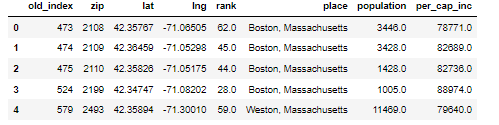 old_index zip lat lng rank place population per_cap_inc
0 473 2108 42.35767 -71.06505 62.0 Boston, Massachusetts 3446.0 78771.0
1 474 2109 42.36459 -71.05298 45.0 Boston, Massachusetts 3428.0 82689.0
2 475 2110 42.35826 -71.05175 44.0 Boston, Massachusetts 1428.0 82736.0
3 524 2199 42.34747 -71.08202 28.0 Boston, Massachusetts 1005.0 88974.0
4 579 2493 42.35894 -71.30010 59.0 Weston, Massachusetts 11469.0 79640.0